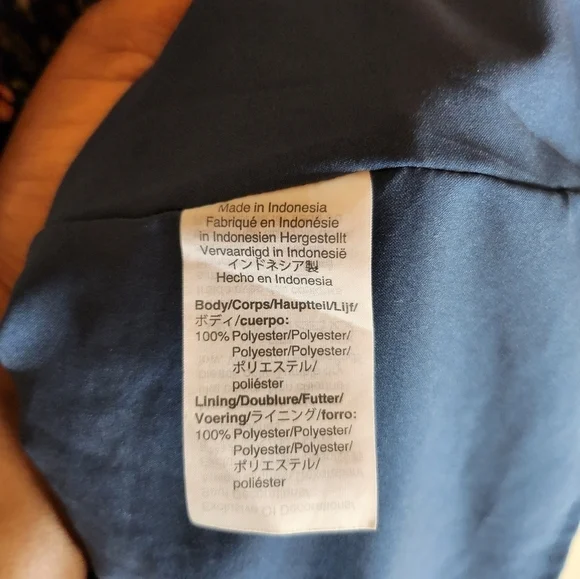 Made in Indonesia
Fabriqué en Indonésie
in Indonesien Hergestellt
Vervaardigd in Indonesië
インドネシア製
Hecho en Indonesia
Body/Corps/Hauptteil/Lijf/
ボディ/cuerpo:
100% Polyester/Polyester/
Polyester/Polyester/
ポリエステル/
poliéster
Lining/Doublure/Futter/
Voering/ライニング/forro:
100% Polyester/Polyester/
Polyester/Polyester/
ポリエステル/
poliéster